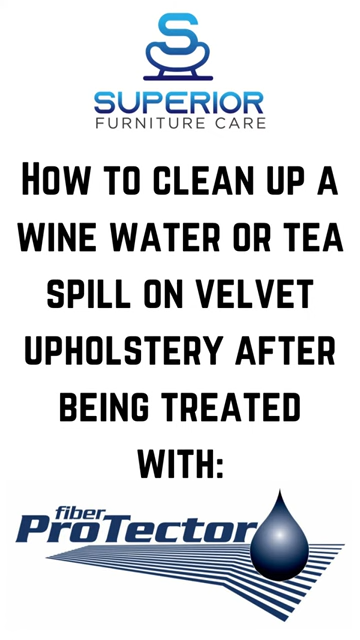 SUPERIOR
FURNITURE CARE
HOW TO CLEAN UP A
WINE WATER OR TEA
SPILL ON VELVET
UPHOLSTERY AFTER
BEING TREATED
WITH:
fiber
ProTector